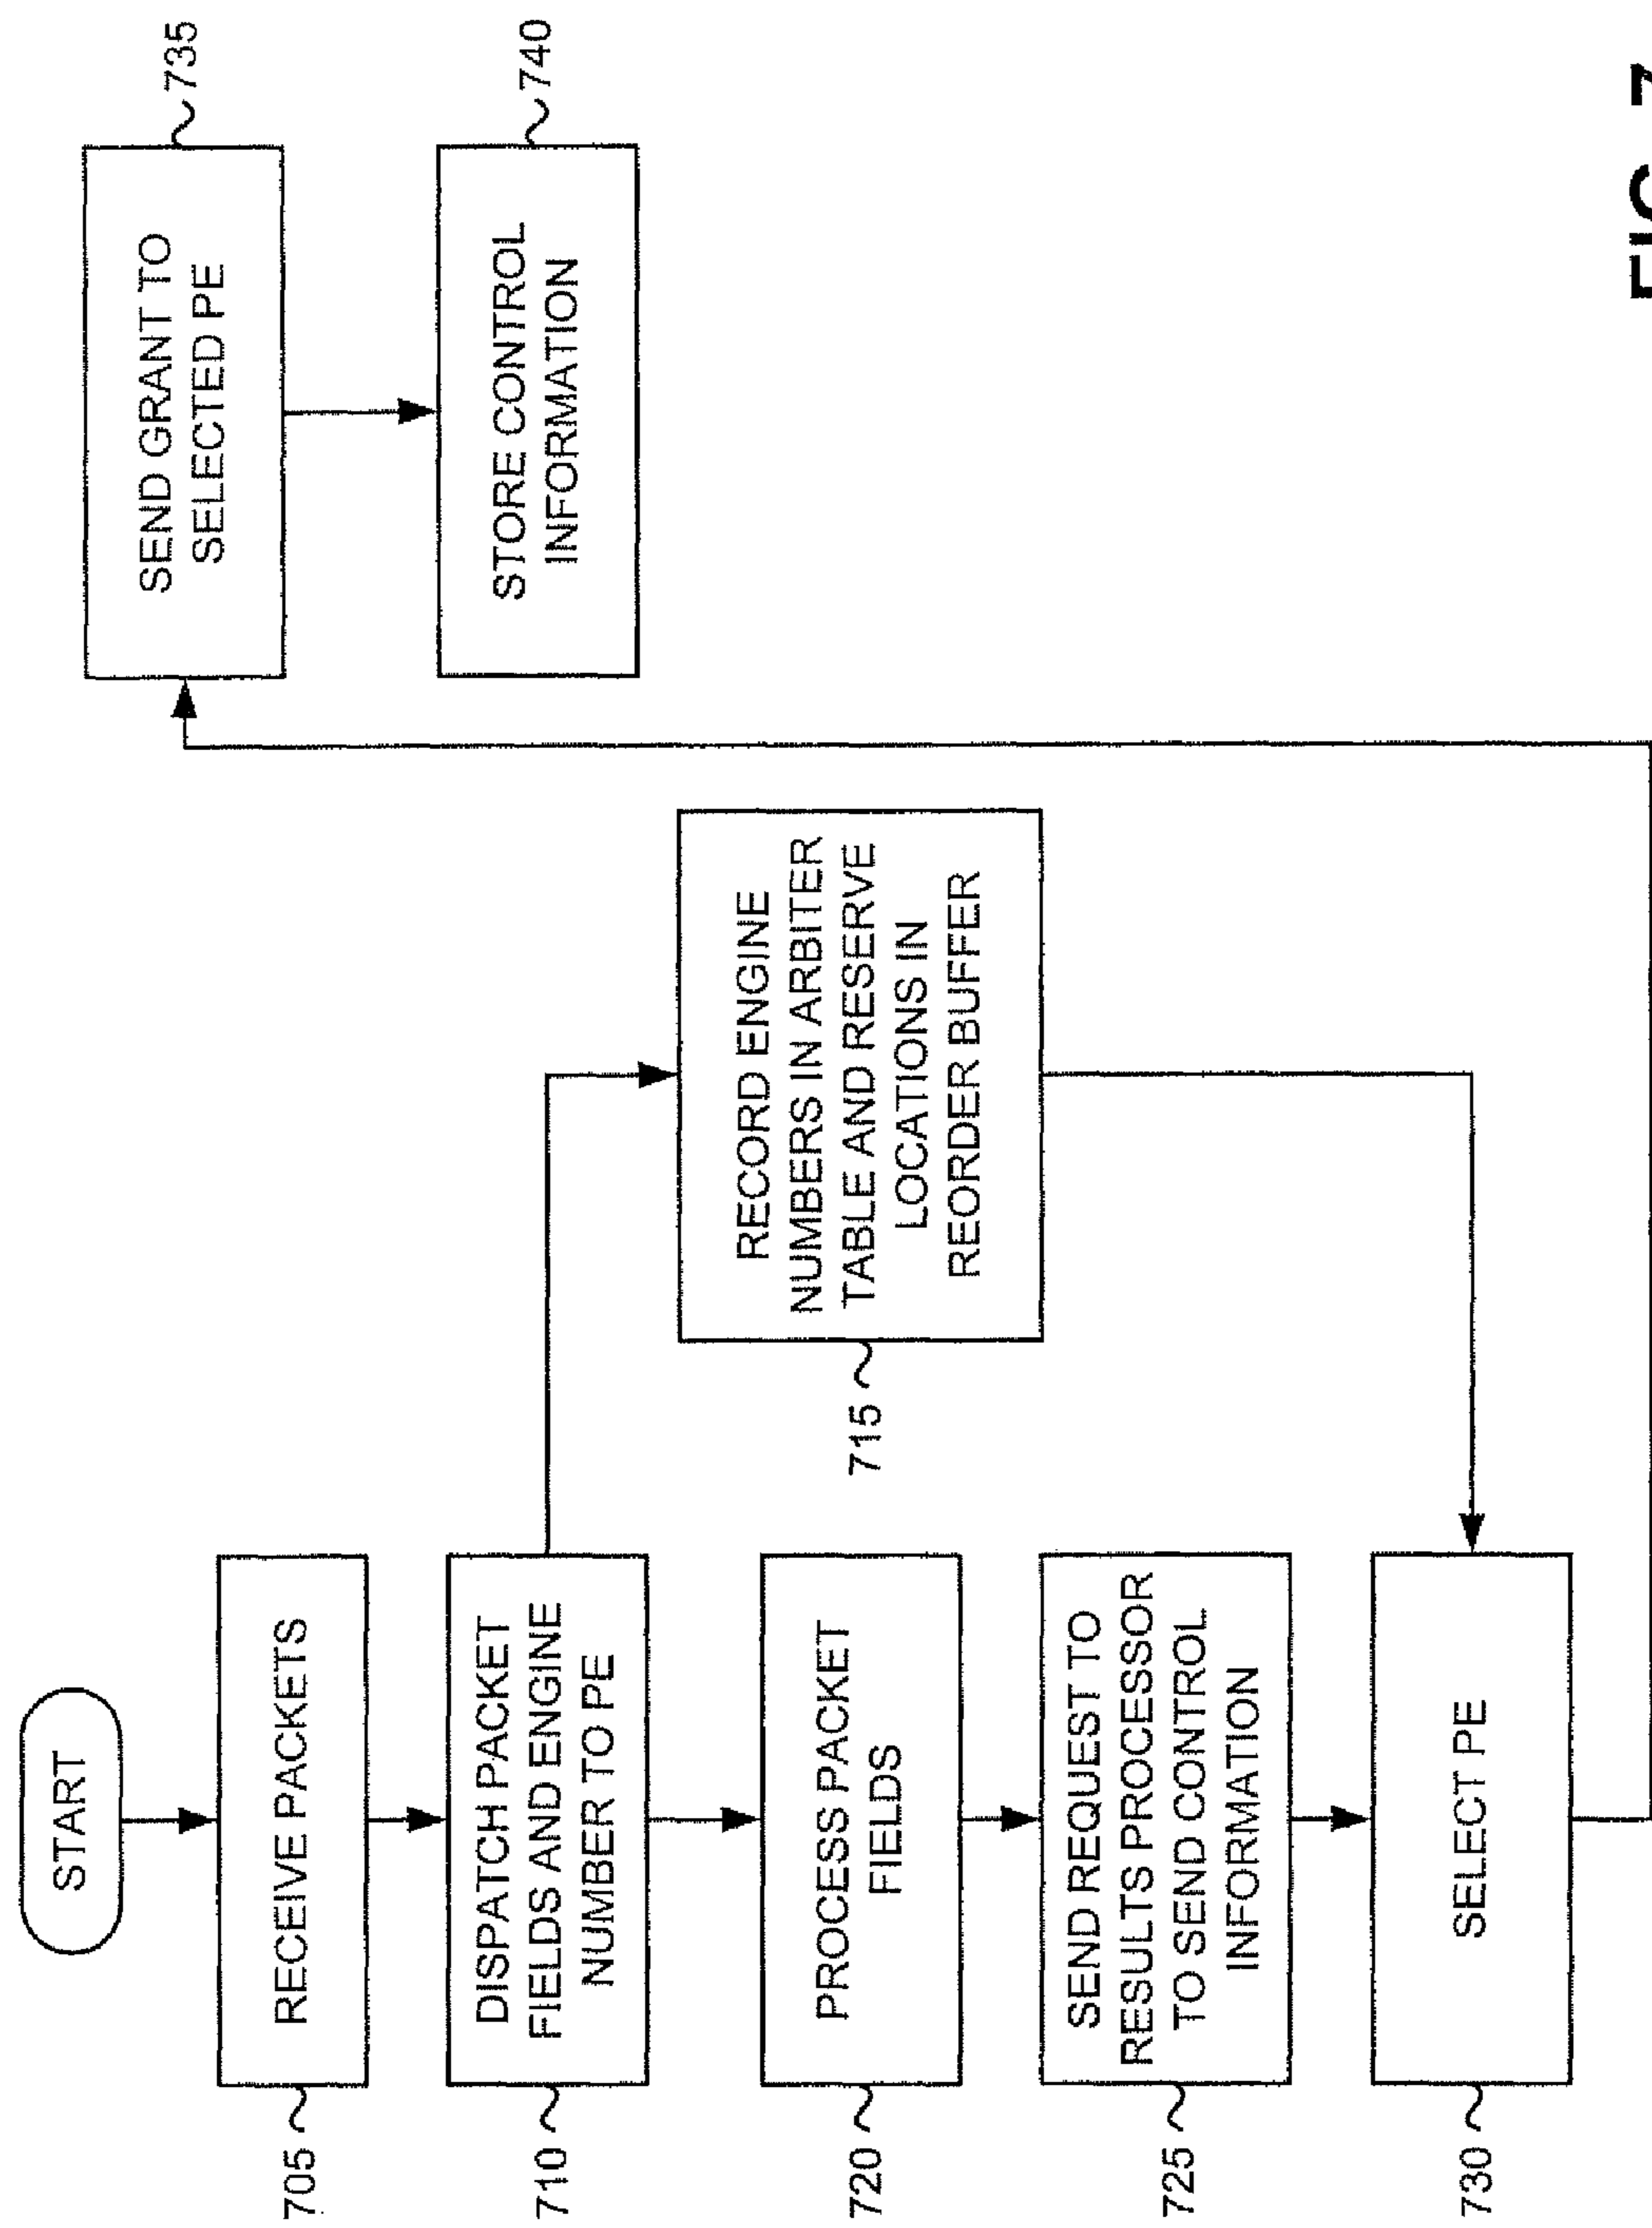 START
705
RECEIVE PACKETS
710
DISPATCH PACKET
FIELDS AND ENGINE
NUMBER TO PE
715
RECORD ENGINE
NUMBERS IN ARBITER
TABLE AND RESERVE
LOCATIONS IN
REORDER BUFFER
720
PROCESS PACKET
FIELDS
725
SEND REQUEST TO
RESULTS PROCESSOR
TO SEND CONTROL
INFORMATION
730
SELECT PE
735
SEND GRANT TO
SELECTED PE
740
STORE CONTROL
INFORMATION
FIG. 7